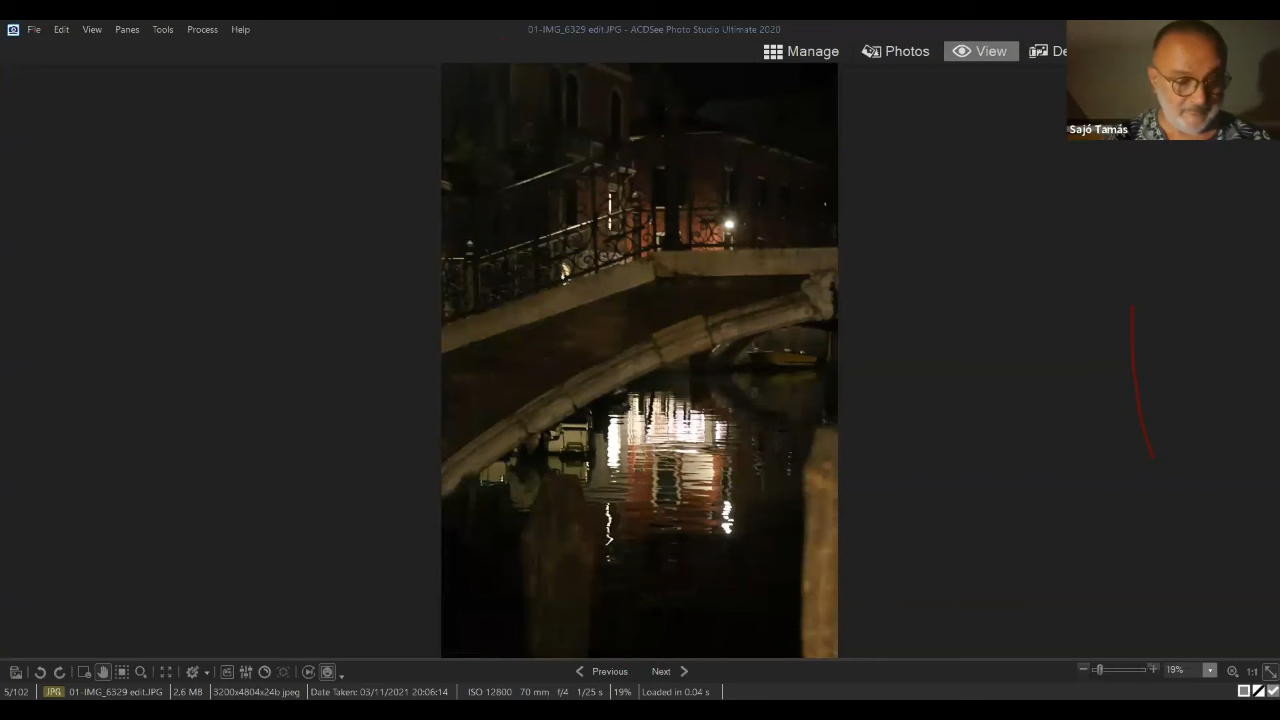 File Edit View Panes Tools Process Help
01-IMG_6329 edit.JPG - ACDSee Photo Studio Ultimate 2020
Manage Photos View De
Sajó Tamás
Previous Next
19%
1:1
5/102 JPG 01-IMG_6329 edit.JPG 2,6 MB 3200x4804x24b jpeg Date Taken: 03/11/2021 20:06:14 ISO 12800 70 mm f/4 1/25 s 19% Loaded in 0.04 s